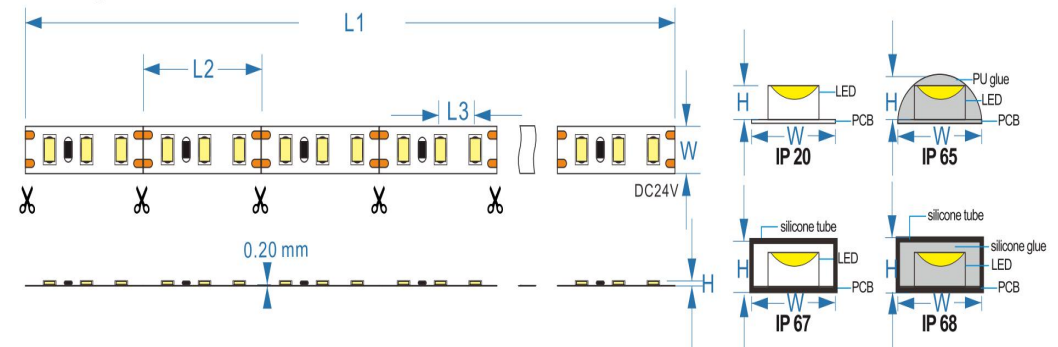 L1
L2
L3
W
DC24V
0.20 mm
H
H
LED
PCB
W
IP 20
H
PU glue
LED
PCB
W
IP 65
silicone tube
H
LED
PCB
W
IP 67
silicone tube
silicone glue
H
LED
PCB
W
IP 68